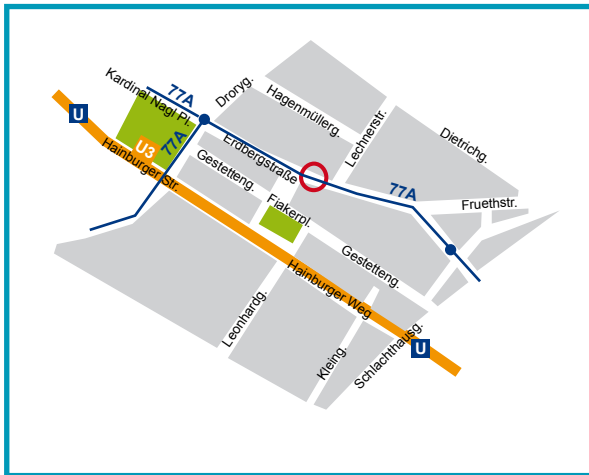 77A
Kardinal Nagl Pl.
Droryg.
Hagenmüllerg.
Lechnerstr.
Dietrichg.
U
U3
77A
Erdbergstraße
Hainburger Str.
Gestetteng.
77A
Fruethstr.
Fiakerpl.
Gestetteng.
Hainburger Weg
Leonhardg.
Kleing.
Schlachthausg.
U